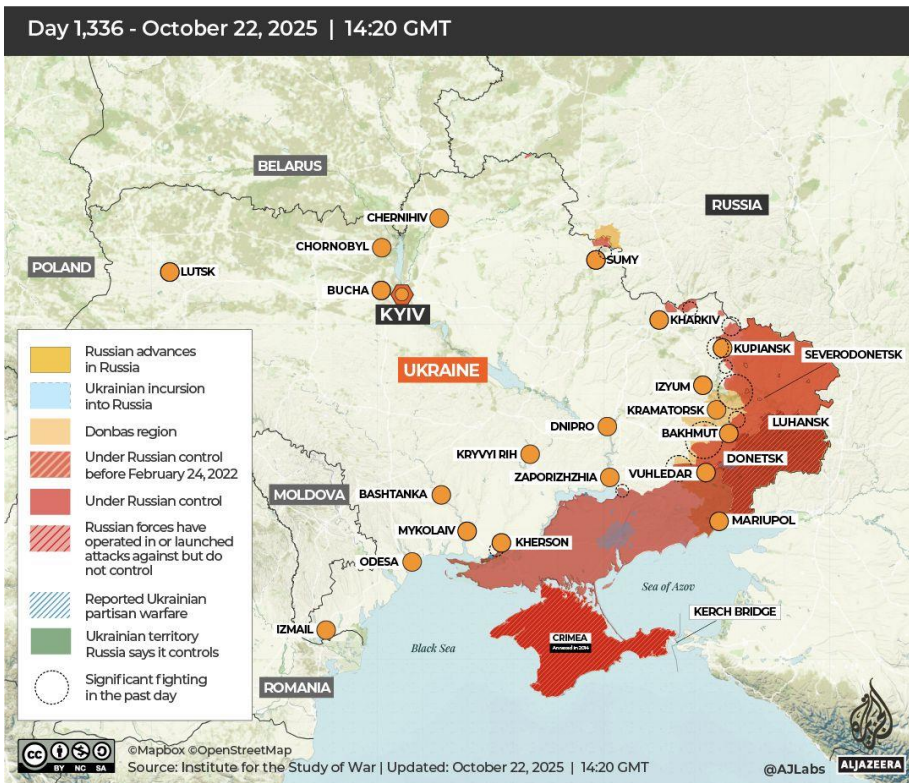 Day 1,336 - October 22, 2025 | 14:20 GMT
BELARUS
RUSSIA
CHERNIHIV
CHORNOBYL
SUMY
POLAND
LUTSK
BUCHA
KYIV
KHARKIV
KUPIANSK
SEVERODONETSK
UKRAINE
IZYUM
KRAMATORSK
LUHANSK
DNIPRO
BAKHMUT
KRYVYI RIH
DONETSK
ZAPORIZHZHIA
VUHLEDAR
MOLDOVA
BASHTANKA
MARIUPOL
MYKOLAIV
KHERSON
ODESA
Sea of Azov
KERCH BRIDGE
IZMAIL
CRIMEA
Annexed in 2014
Black Sea
ROMANIA
Russian advances
in Russia
Ukrainian incursion
into Russia
Donbas region
Under Russian control
before February 24, 2022
Under Russian control
Russian forces have
operated in or launched
attacks against but do
not control
Reported Ukrainian
partisan warfare
Ukrainian territory
Russia says it controls
Significant fighting
in the past day
cc BY NC SA
©Mapbox ©OpenStreetMap
Source: Institute for the Study of War | Updated: October 22, 2025 | 14:20 GMT
@AJLabs
ALJAZEERA